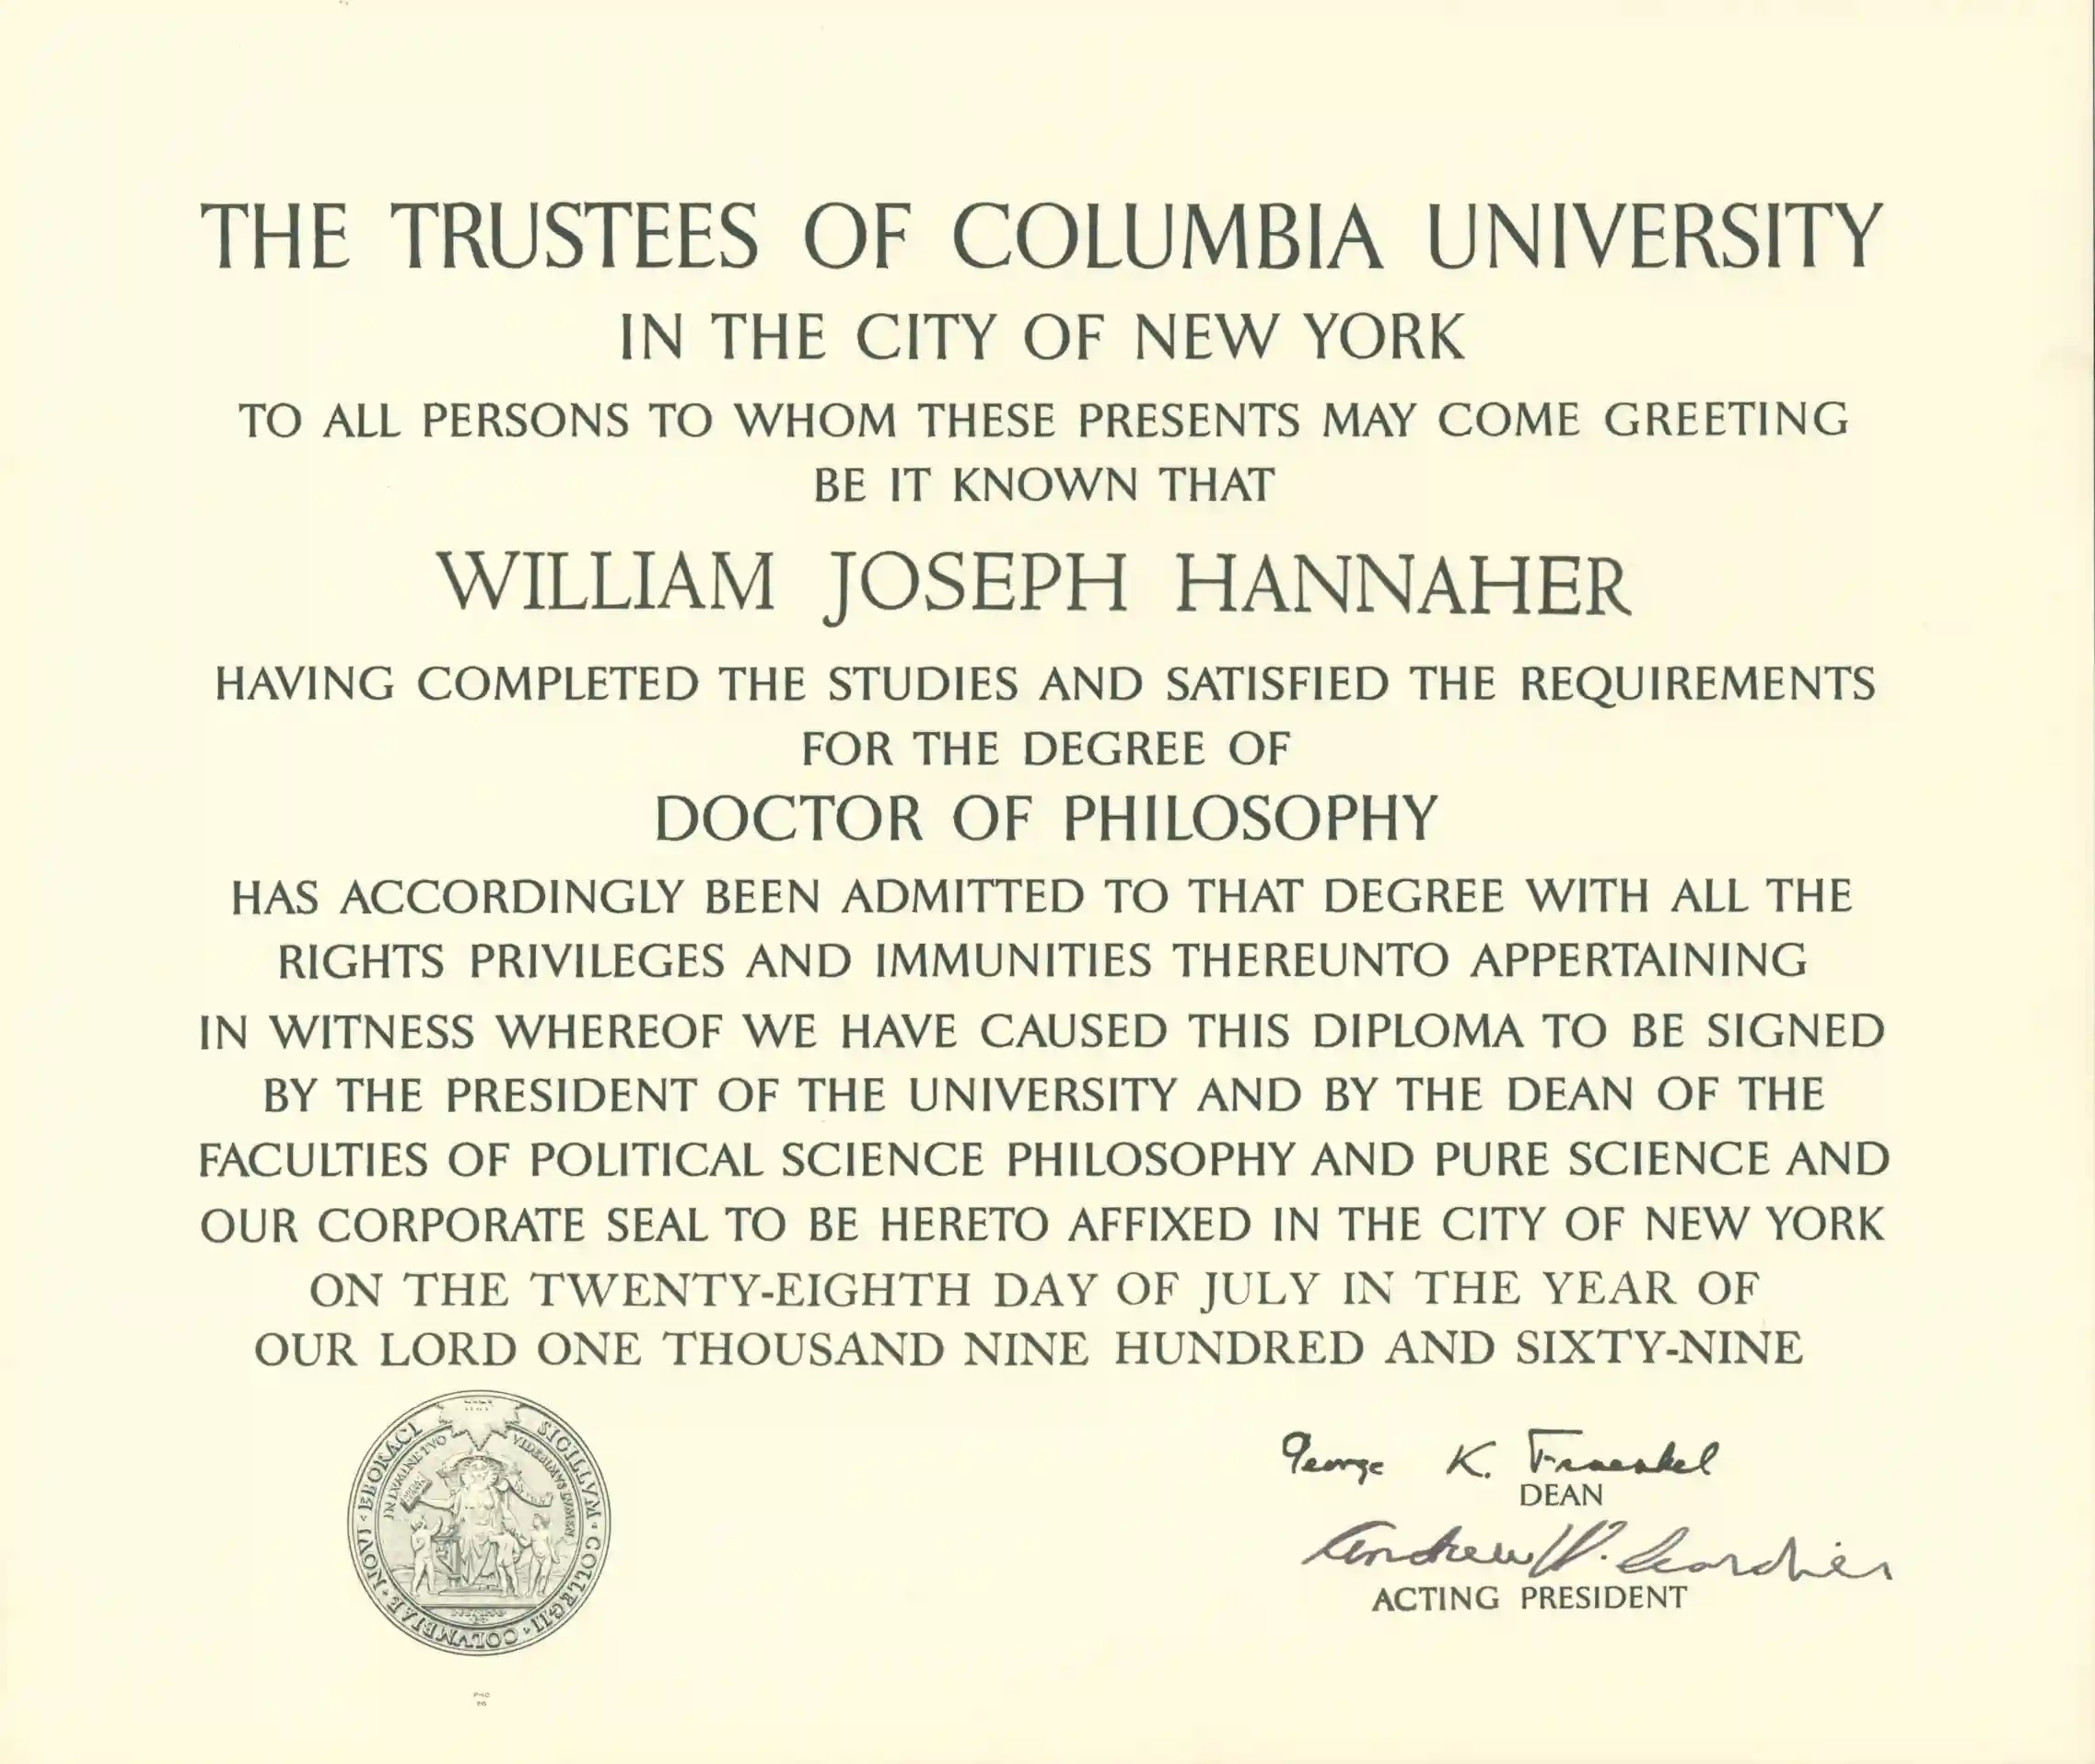 THE TRUSTEES OF COLUMBIA UNIVERSITY
IN THE CITY OF NEW YORK
TO ALL PERSONS TO WHOM THESE PRESENTS MAY COME GREETING
BE IT KNOWN THAT
WILLIAM JOSEPH HANNAHER
HAVING COMPLETED THE STUDIES AND SATISFIED THE REQUIREMENTS
FOR THE DEGREE OF
DOCTOR OF PHILOSOPHY
HAS ACCORDINGLY BEEN ADMITTED TO THAT DEGREE WITH ALL THE
RIGHTS PRIVILEGES AND IMMUNITIES THEREUNTO APPERTAINING
IN WITNESS WHEREOF WE HAVE CAUSED THIS DIPLOMA TO BE SIGNED
BY THE PRESIDENT OF THE UNIVERSITY AND BY THE DEAN OF THE
FACULTIES OF POLITICAL SCIENCE PHILOSOPHY AND PURE SCIENCE AND
OUR CORPORATE SEAL TO BE HERETO AFFIXED IN THE CITY OF NEW YORK
ON THE TWENTY-EIGHTH DAY OF JULY IN THE YEAR OF
OUR LORD ONE THOUSAND NINE HUNDRED AND SIXTY-NINE
SIGILLVM · COLLEGII · COLVMBIAE · NOVI · EBORACI
IN LVMINE TVO VIDEBIMVS LVMEN
George K. Fraenkel
DEAN
Andrew W. Cordier
ACTING PRESIDENT